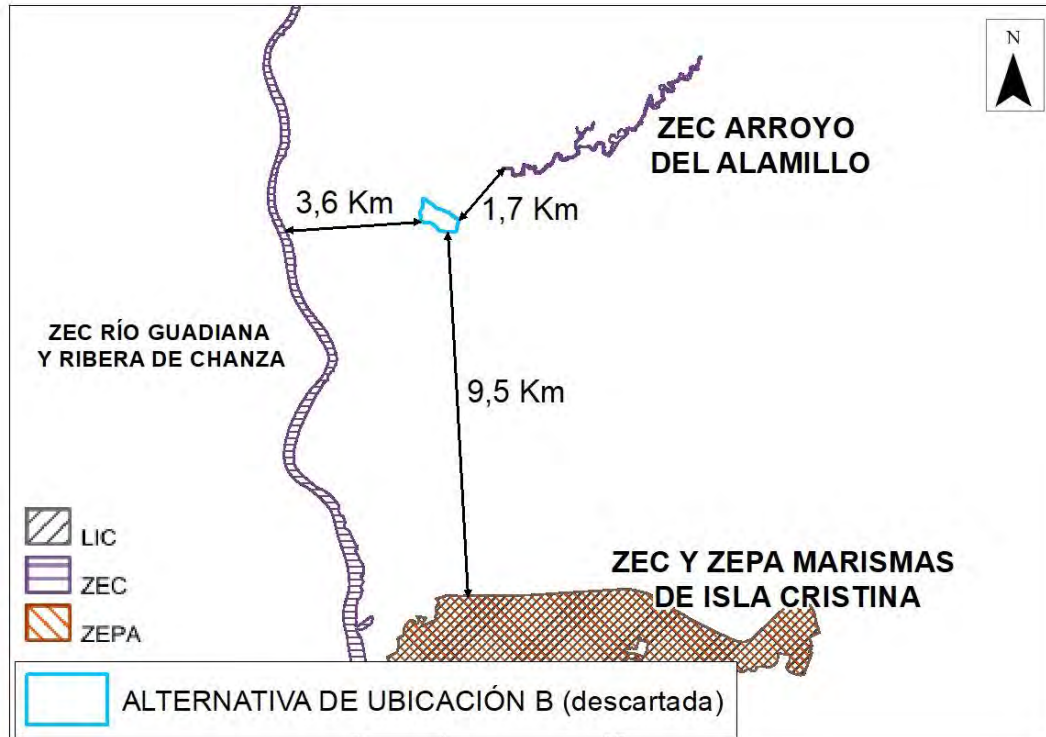 N
ZEC ARROYO
DEL ALAMILLO
3,6 Km
1,7 Km
ZEC RÍO GUADIANA
Y RIBERA DE CHANZA
9,5 Km
LIC
ZEC
ZEPA
ZEC Y ZEPA MARISMAS
DE ISLA CRISTINA
ALTERNATIVA DE UBICACIÓN B (descartada)